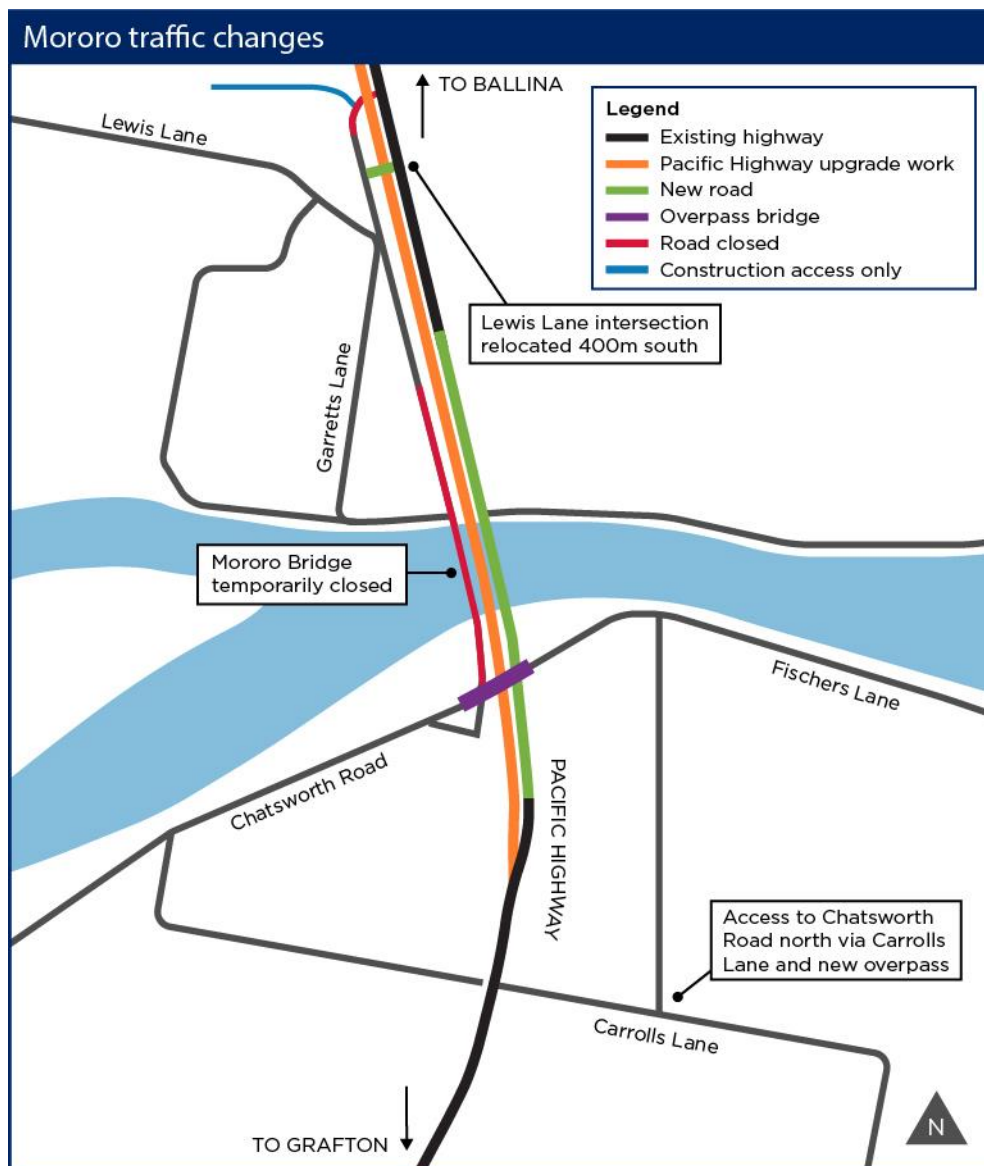 Mororo traffic changes
TO BALLINA
Legend
Existing highway
Pacific Highway upgrade work
New road
Overpass bridge
Road closed
Construction access only
Lewis Lane
Lewis Lane intersection
relocated 400m south
Garretts Lane
Mororo Bridge
temporarily closed
Fischers Lane
Chatsworth Road
PACIFIC HIGHWAY
Access to Chatsworth
Road north via Carrolls
Lane and new overpass
Carrolls Lane
TO GRAFTON
N